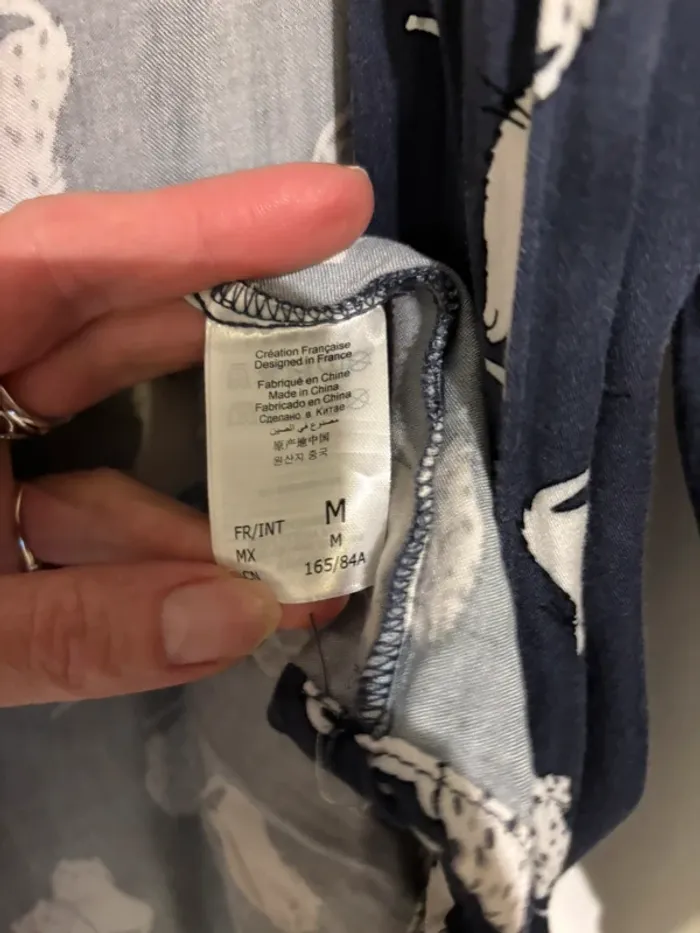 Création Française
Designed in France
Fabriqué en Chine
Made in China
Fabricado en China
Сделано в Китае
مصنوع في الصين
原产地中国
원산지 중국
FR/INT M
MX M
CN 165/84A